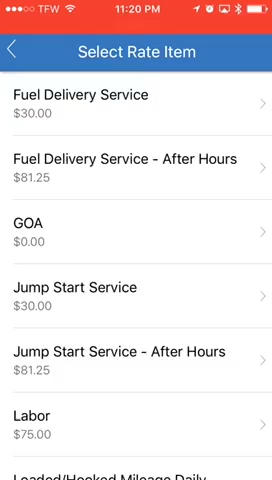 TFW 11:20 PM
Select Rate Item
Fuel Delivery Service
$30.00
Fuel Delivery Service - After Hours
$81.25
GOA
$0.00
Jump Start Service
$30.00
Jump Start Service - After Hours
$81.25
Labor
$75.00
Loaded/Hooked Mileage Daily